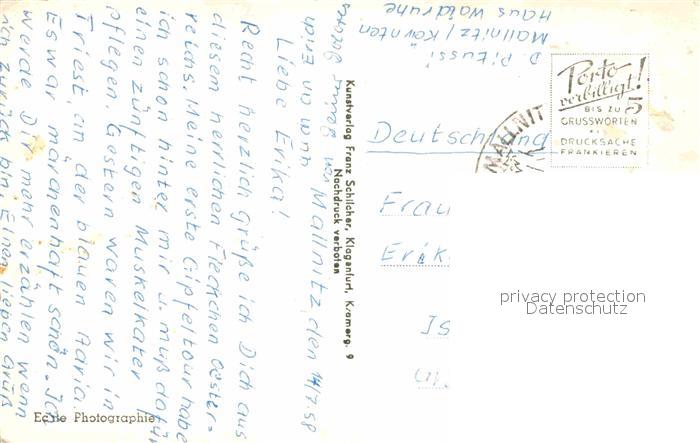 Mallnitz, den 14/7.58
Liebe Erika!
Recht herzlich grüße ich Dich aus
diesem herrlichen Fleckchen Öster=
reichs. Meine erste Gipfeltour habe
ich schon hinter mir u. muß dafür
einen zünftigen Muskelkater
pflegen. Gestern waren wir in
Triest, an der blauen Adria.
Es war märchenhaft schön. Ich
werde Dir mehr erzählen wenn
ich zurück bin. Einen lieben Gruß
D. Pitussi
Mallnitz / Kärnten
Haus Waldruhe
Kunstverlag Franz Schilcher, Klagenfurt, Kramerg. 9
Nachdruck verboten
Echte Photographie
MALLNIT
Porto
verbilligt!
BIS ZU 5
GRUSSWORTEN
ALS
DRUCKSACHE
FRANKIEREN
Deutschland
Frau
Erik
privacy protection
Datenschutz